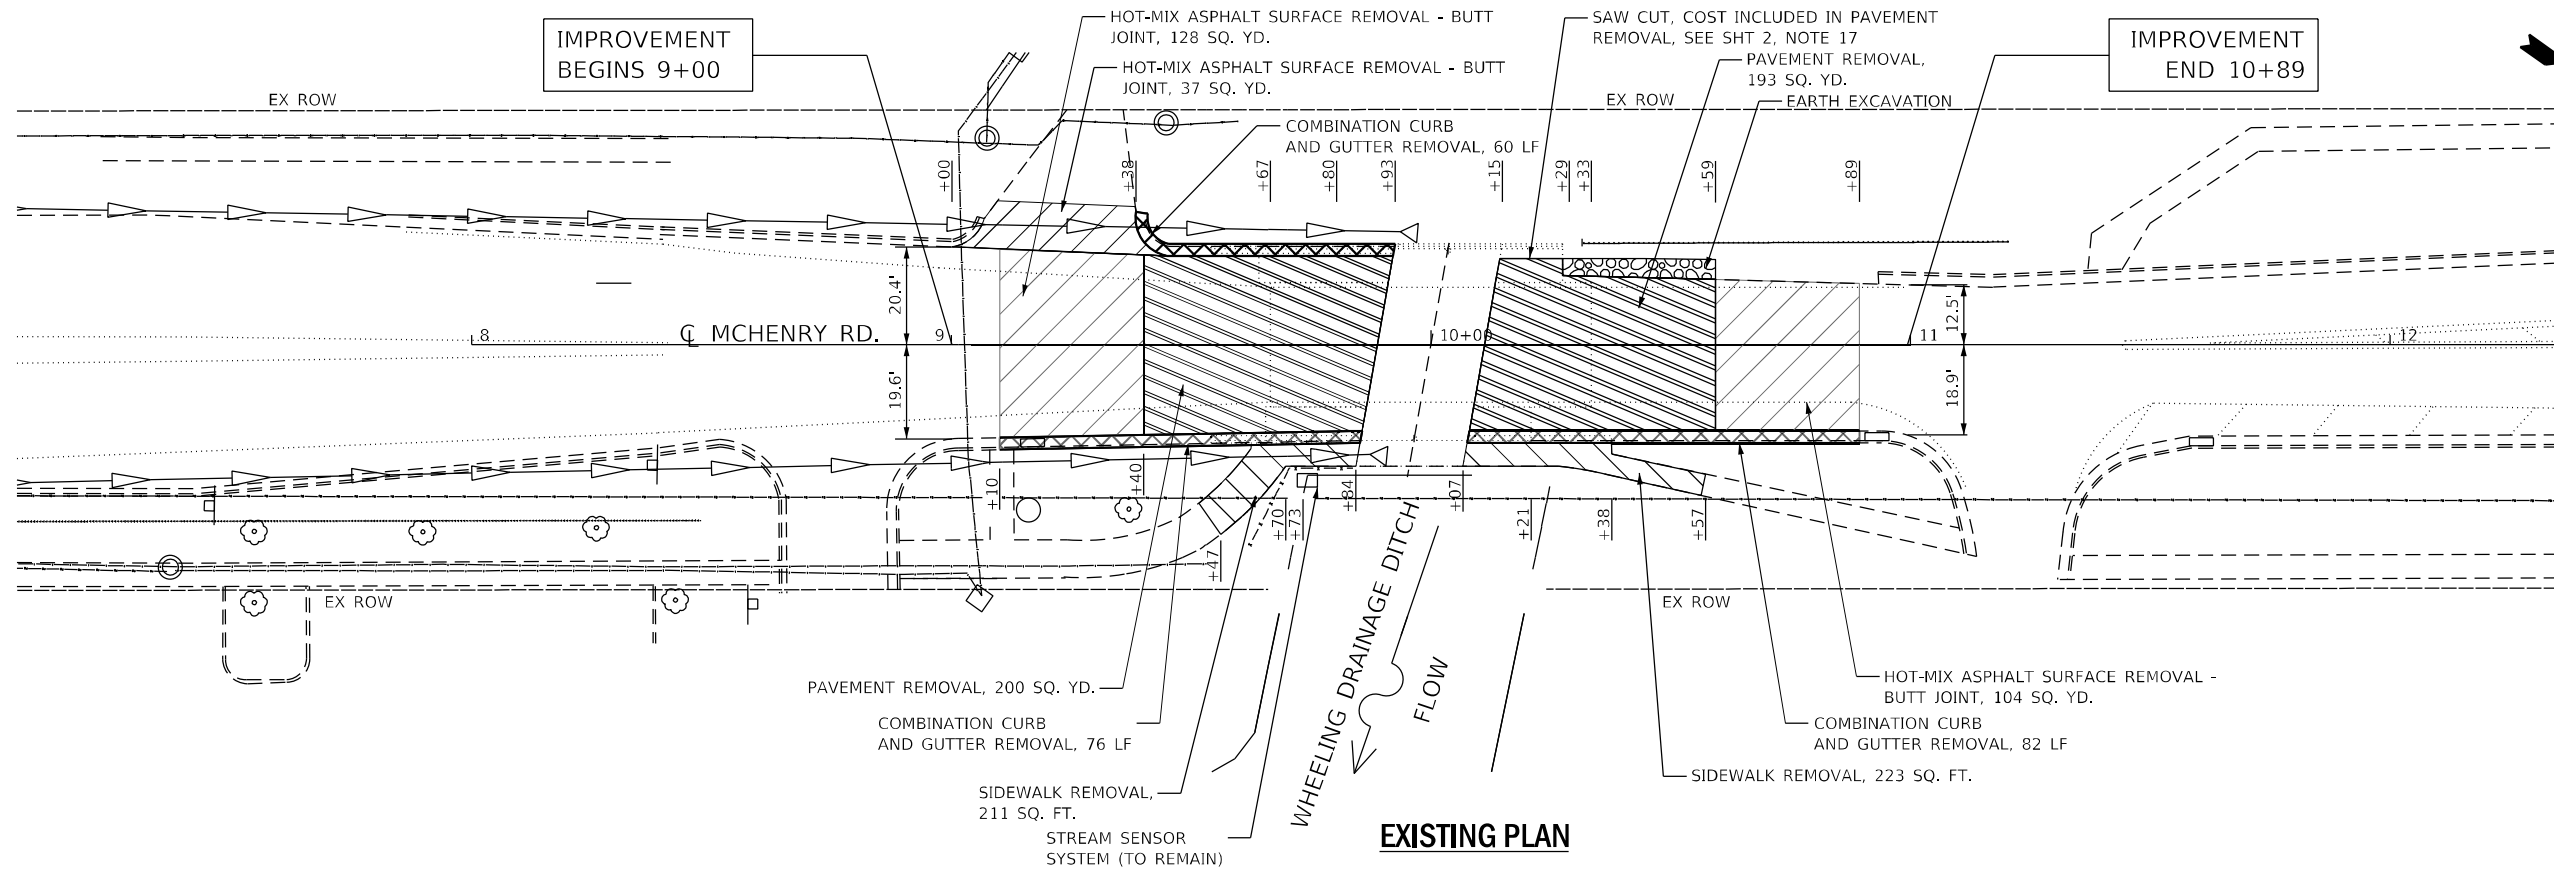 IMPROVEMENT
BEGINS 9+00
HOT-MIX ASPHALT SURFACE REMOVAL - BUTT
JOINT, 128 SQ. YD.
HOT-MIX ASPHALT SURFACE REMOVAL - BUTT
JOINT, 37 SQ. YD.
COMBINATION CURB
AND GUTTER REMOVAL, 60 LF
SAW CUT, COST INCLUDED IN PAVEMENT
REMOVAL, SEE SHT 2, NOTE 17
PAVEMENT REMOVAL,
193 SQ. YD.
EARTH EXCAVATION
IMPROVEMENT
END 10+89
EX ROW
EX ROW
+00
+38
+67
+80
+93
+15
+29
+33
+59
+89
20.4'
19.6'
12.5'
18.9'
8
℄ MCHENRY RD.
9
10+00
11
12
+10
+40
+47
+70
+73
+84
+07
+21
+38
+57
EX ROW
EX ROW
PAVEMENT REMOVAL, 200 SQ. YD.
COMBINATION CURB
AND GUTTER REMOVAL, 76 LF
SIDEWALK REMOVAL,
211 SQ. FT.
STREAM SENSOR
SYSTEM (TO REMAIN)
WHEELING DRAINAGE DITCH
FLOW
HOT-MIX ASPHALT SURFACE REMOVAL -
BUTT JOINT, 104 SQ. YD.
COMBINATION CURB
AND GUTTER REMOVAL, 82 LF
SIDEWALK REMOVAL, 223 SQ. FT.
EXISTING PLAN